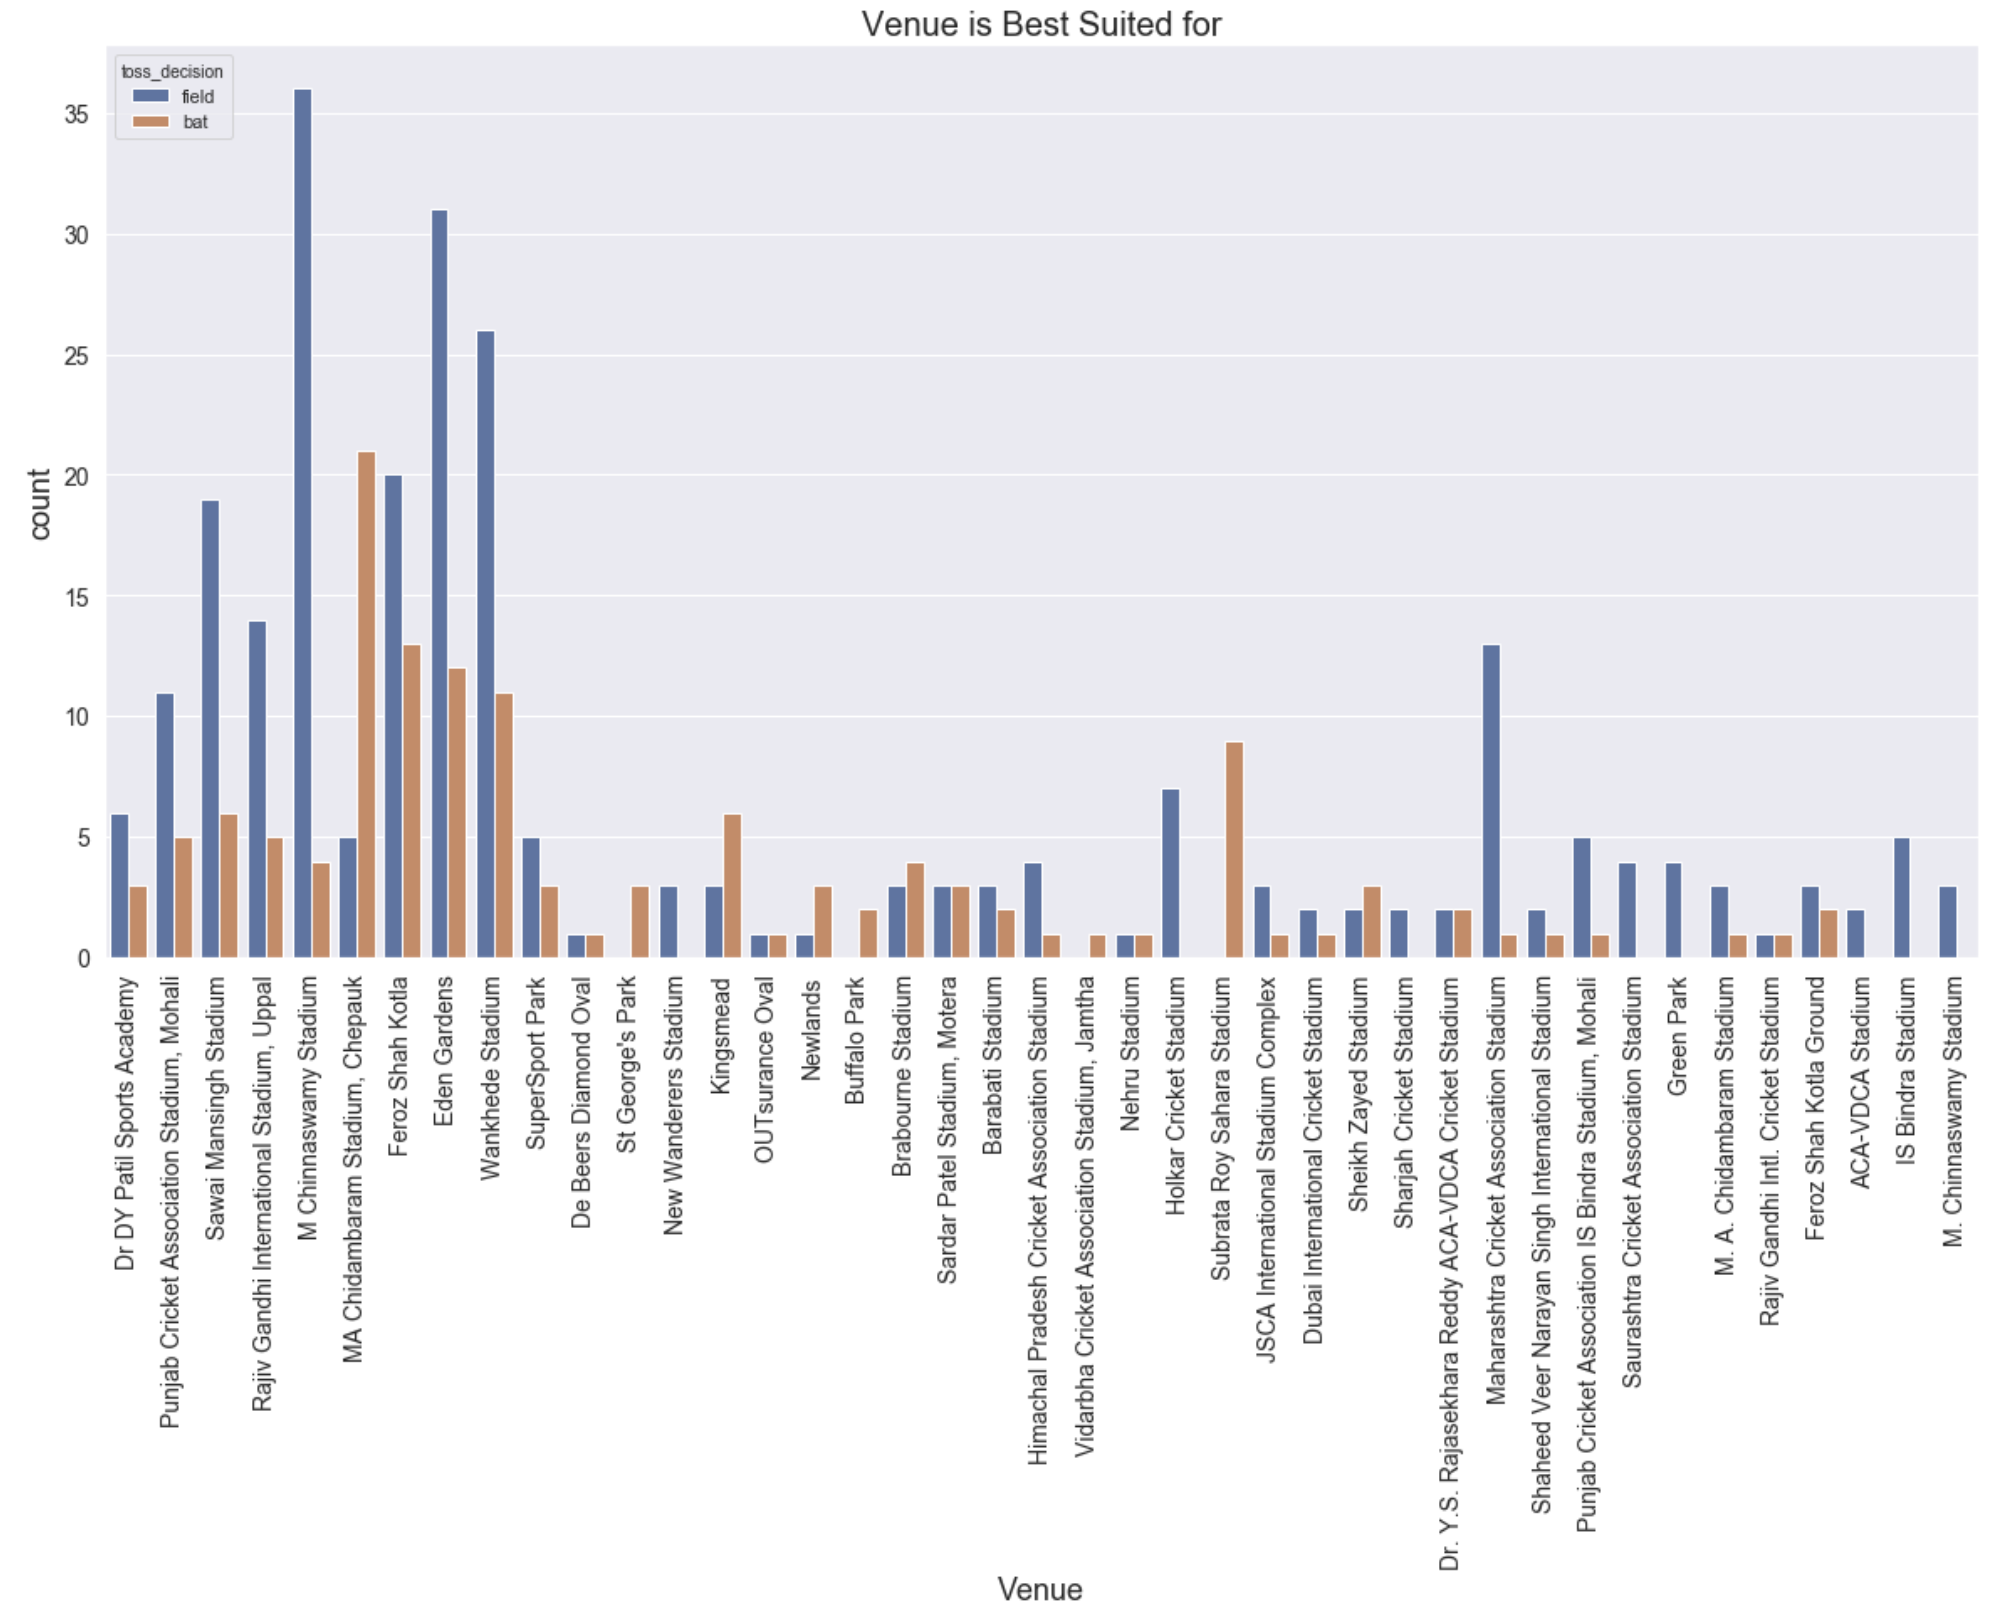 Venue is Best Suited for
toss_decision
field
bat
35
30
25
20
15
10
5
0
count
Dr DY Patil Sports Academy
Punjab Cricket Association Stadium, Mohali
Sawai Mansingh Stadium
Rajiv Gandhi International Stadium, Uppal
M Chinnaswamy Stadium
MA Chidambaram Stadium, Chepauk
Feroz Shah Kotla
Eden Gardens
Wankhede Stadium
SuperSport Park
De Beers Diamond Oval
St George's Park
New Wanderers Stadium
Kingsmead
OUTsurance Oval
Newlands
Buffalo Park
Brabourne Stadium
Sardar Patel Stadium, Motera
Barabati Stadium
Himachal Pradesh Cricket Association Stadium
Vidarbha Cricket Association Stadium, Jamtha
Nehru Stadium
Holkar Cricket Stadium
Subrata Roy Sahara Stadium
JSCA International Stadium Complex
Dubai International Cricket Stadium
Sheikh Zayed Stadium
Sharjah Cricket Stadium
Dr. Y.S. Rajasekhara Reddy ACA-VDCA Cricket Stadium
Maharashtra Cricket Association Stadium
Shaheed Veer Narayan Singh International Stadium
Punjab Cricket Association IS Bindra Stadium, Mohali
Saurashtra Cricket Association Stadium
Green Park
M. A. Chidambaram Stadium
Rajiv Gandhi Intl. Cricket Stadium
Feroz Shah Kotla Ground
ACA-VDCA Stadium
IS Bindra Stadium
M. Chinnaswamy Stadium
Venue